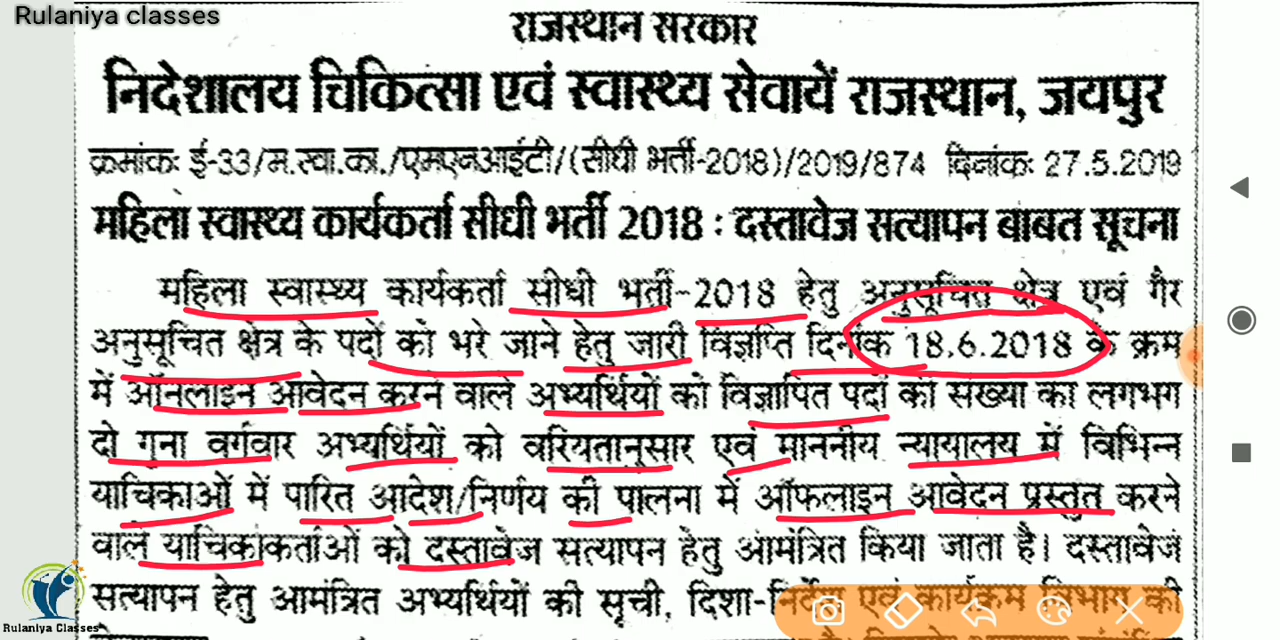 Rulaniya classes
राजस्थान सरकार
निदेशालय चिकित्सा एवं स्वास्थ्य सेवायें राजस्थान, जयपुर
क्रमांकः ई-33/म.स्वा.का./एमएनआईटी/(सीधी भर्ती-2018)/2019/874 दिनांकः 27.5.2019
महिला स्वास्थ्य कार्यकर्ता सीधी भर्ती 2018 : दस्तावेज सत्यापन बाबत सूचना
महिला स्वास्थ्य कार्यकर्ता सीधी भर्ती-2018 हेतु अनुसूचित क्षेत्र एवं गैर
अनुसूचित क्षेत्र के पदों को भरे जाने हेतु जारी विज्ञप्ति दिनांक 18.6.2018 के क्रम
में ऑनलाइन आवेदन करने वाले अभ्यर्थियों को विज्ञापित पदों की संख्या का लगभग
दो गुना वर्गवार अभ्यर्थियों को वरियतानुसार एवं माननीय न्यायालय में विभिन्न
याचिकाओं में पारित आदेश/निर्णय की पालना में ऑफलाइन आवेदन प्रस्तुत करने
वाले याचिकाकर्ताओं को दस्तावेज सत्यापन हेतु आमंत्रित किया जाता है। दस्तावेज
सत्यापन हेतु आमंत्रित अभ्यर्थियों की सूची, दिशा-निर्देश एवं कार्यक्रम विभाग की
Rulaniya Classes